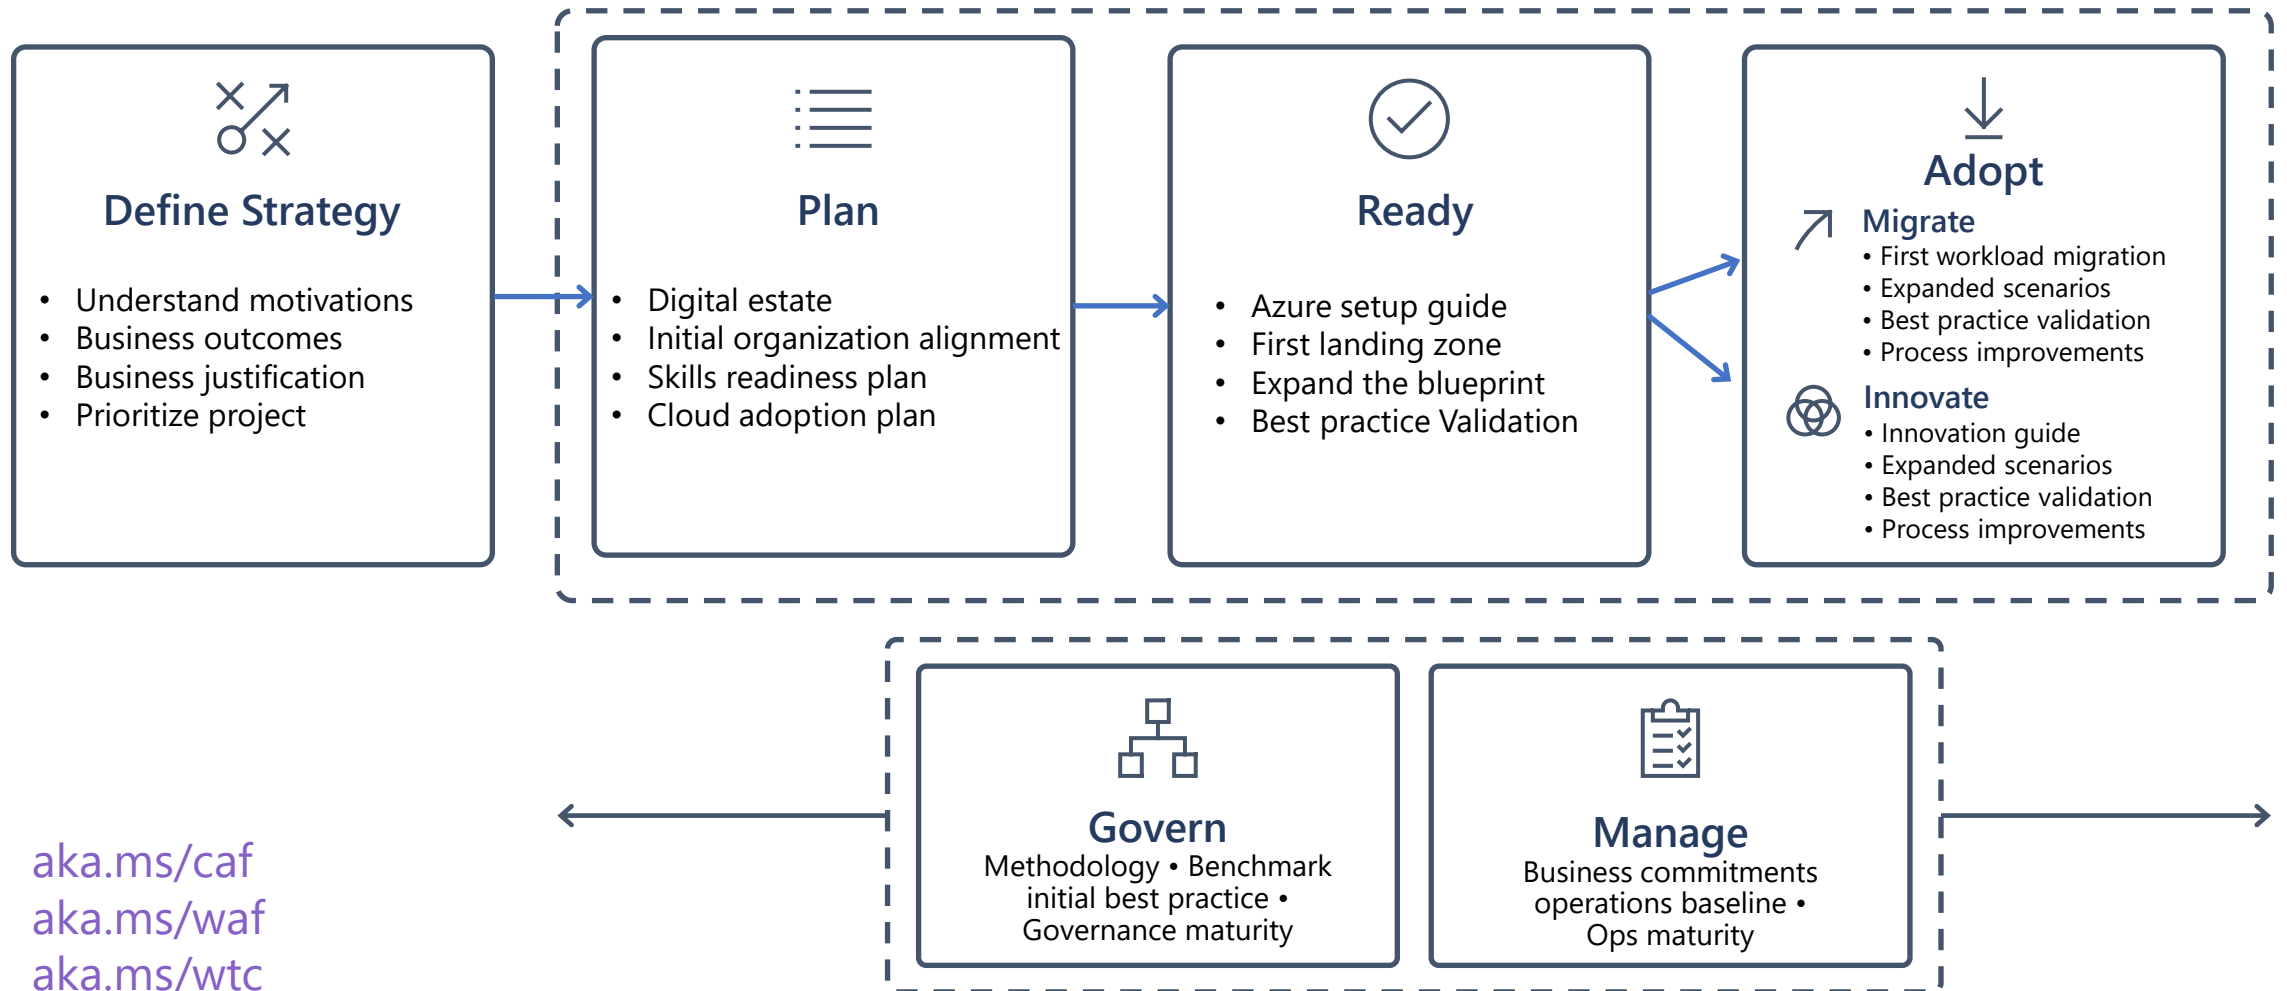 Define Strategy
• Understand motivations
• Business outcomes
• Business justification
• Prioritize project
Plan
• Digital estate
• Initial organization alignment
• Skills readiness plan
• Cloud adoption plan
Ready
• Azure setup guide
• First landing zone
• Expand the blueprint
• Best practice Validation
Adopt
Migrate
• First workload migration
• Expanded scenarios
• Best practice validation
• Process improvements
Innovate
• Innovation guide
• Expanded scenarios
• Best practice validation
• Process improvements
Govern
Methodology • Benchmark
initial best practice •
Governance maturity
Manage
Business commitments
operations baseline •
Ops maturity
aka.ms/caf
aka.ms/waf
aka.ms/wtc